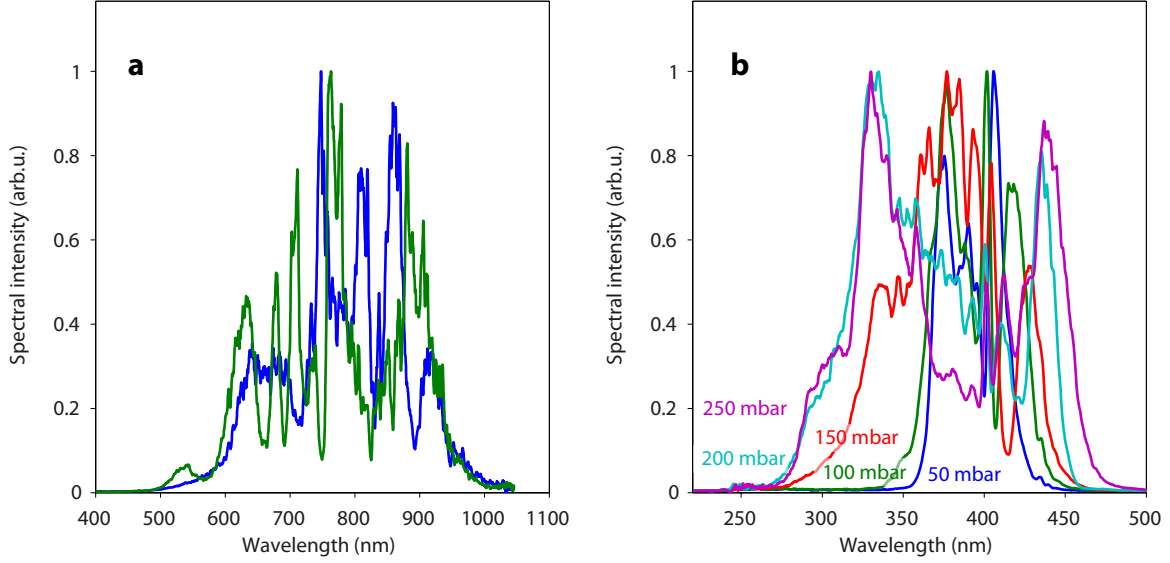 a
1
0.8
0.6
0.4
0.2
0
Spectral intensity (arb.u.)
400 500 600 700 800 900 1000 1100
Wavelength (nm)
b
1
0.8
0.6
0.4
0.2
0
Spectral intensity (arb.u.)
250 mbar
150 mbar
200 mbar
100 mbar
50 mbar
250 300 350 400 450 500
Wavelength (nm)